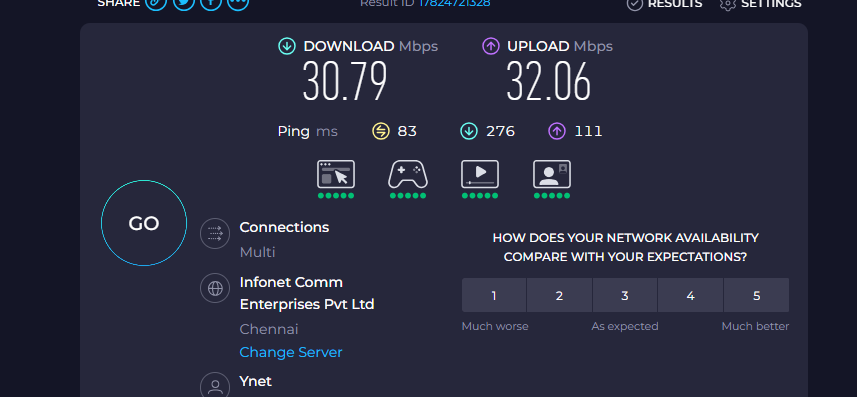 SHARE
Result ID 17824721328
RESULTS SETTINGS
DOWNLOAD Mbps UPLOAD Mbps
30.79 32.06
Ping ms 83 276 111
GO
Connections
Multi
Infonet Comm
Enterprises Pvt Ltd
Chennai
Change Server
Ynet
HOW DOES YOUR NETWORK AVAILABILITY
COMPARE WITH YOUR EXPECTATIONS?
1 2 3 4 5
Much worse As expected Much better